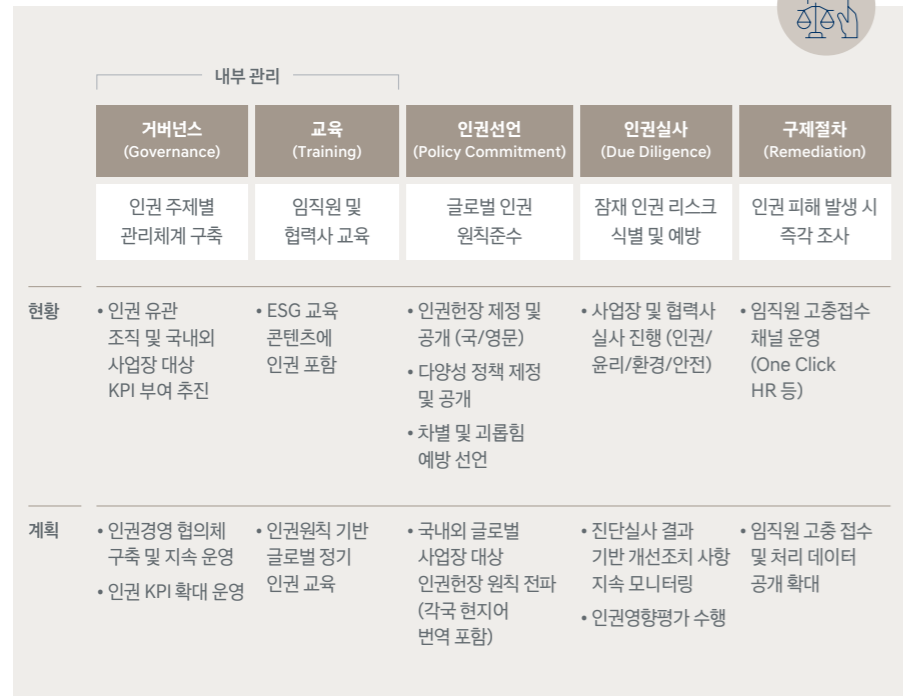 내부 관리
거버넌스
(Governance)
교육
(Training)
인권선언
(Policy Commitment)
인권실사
(Due Diligence)
구제절차
(Remediation)
인권 주제별
관리체계 구축
임직원 및
협력사 교육
글로벌 인권
원칙준수
잠재 인권 리스크
식별 및 예방
인권 피해 발생 시
즉각 조사
현황
• 인권 유관
조직 및 국내외
사업장 대상
KPI 부여 추진
• ESG 교육
콘텐츠에
인권 포함
• 인권헌장 제정 및
공개 (국/영문)
• 다양성 정책 제정
및 공개
• 차별 및 괴롭힘
예방 선언
• 사업장 및 협력사
실사 진행 (인권/
윤리/환경/안전)
• 임직원 고충접수
채널 운영
(One Click
HR 등)
계획
• 인권경영 협의체
구축 및 지속 운영
• 인권 KPI 확대 운영
• 인권원칙 기반
글로벌 정기
인권 교육
• 국내외 글로벌
사업장 대상
인권헌장 원칙 전파
(각국 현지어
번역 포함)
• 진단실사 결과
기반 개선조치 사항
지속 모니터링
• 인권영향평가 수행
• 임직원 고충 접수
및 처리 데이터
공개 확대